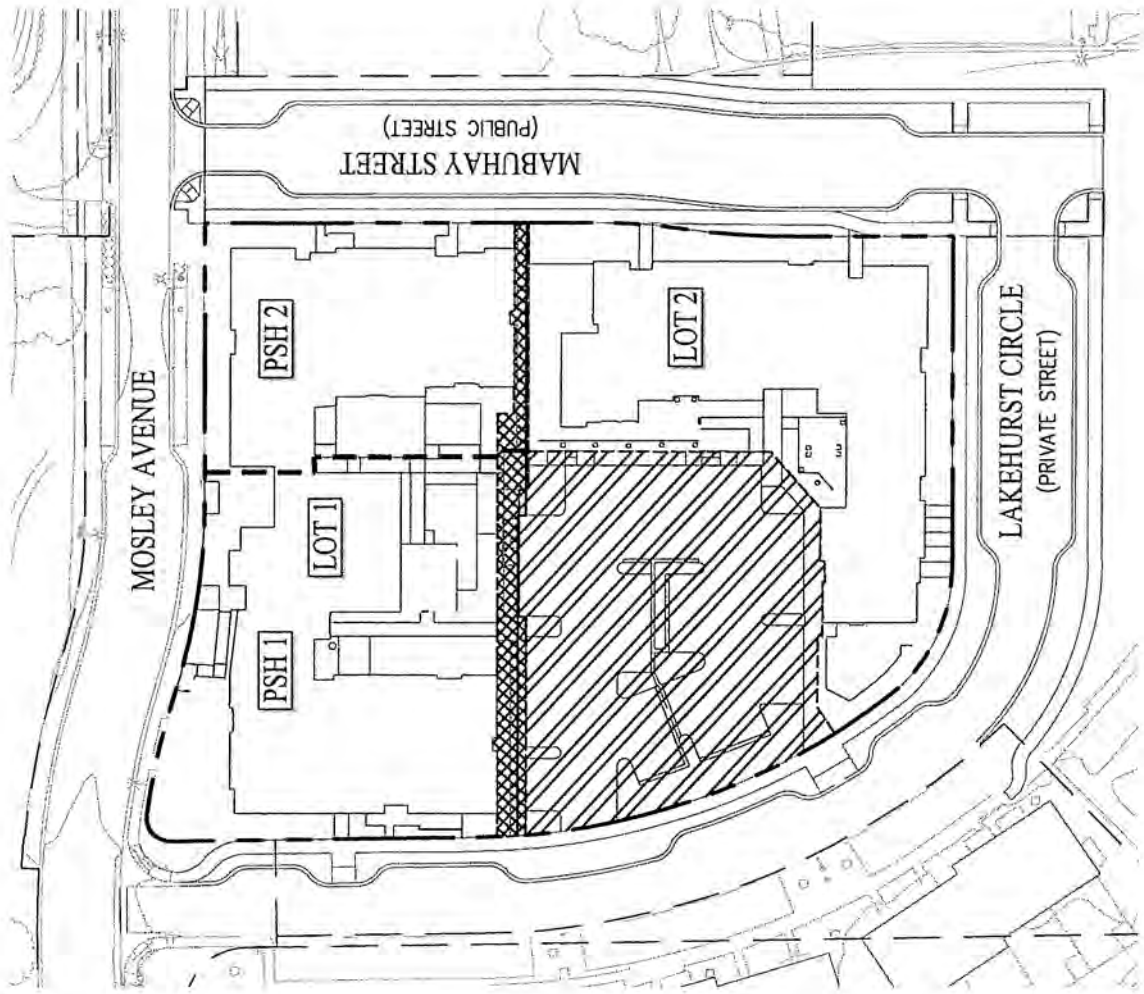 MABUHAY STREET
(PUBLIC STREET)
MOSLEY AVENUE
PSH 2
LOT 1
PSH 1
LOT 2
LAKEHURST CIRCLE
(PRIVATE STREET)